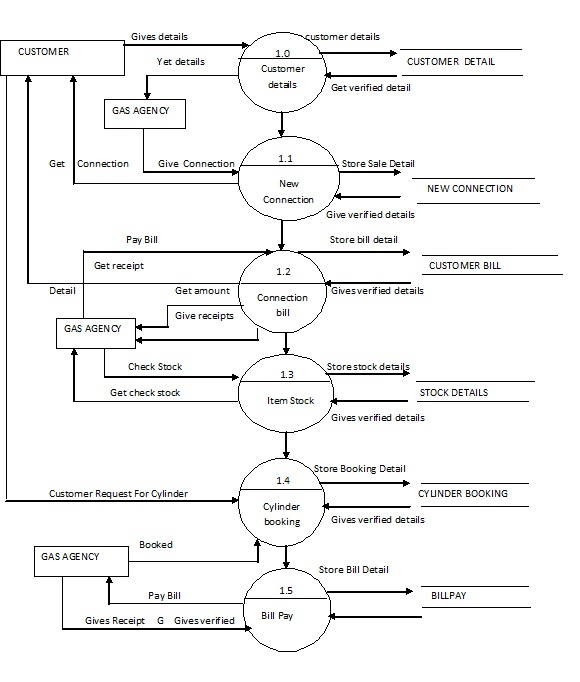 Gives details
customer details
CUSTOMER
1.0
Customer
details
CUSTOMER DETAIL
Yet details
Get verified detail
GAS AGENCY
Get Connection
Give Connection
1.1
New
Connection
Store Sale Detail
NEW CONNECTION
Give verified details
Pay Bill
Store bill detail
Get receipt
1.2
Connection
bill
CUSTOMER BILL
Detail
Get amount
Gives verified details
Give receipts
GAS AGENCY
Check Stock
1.3
Item Stock
Store stock details
Get check stock
STOCK DETAILS
Gives verified details
Store Booking Detail
1.4
Cylinder
booking
Customer Request For Cylinder
CYLINDER BOOKING
Gives verified details
Booked
GAS AGENCY
Store Bill Detail
1.5
Bill Pay
Pay Bill
BILLPAY
Gives Receipt G Gives verified